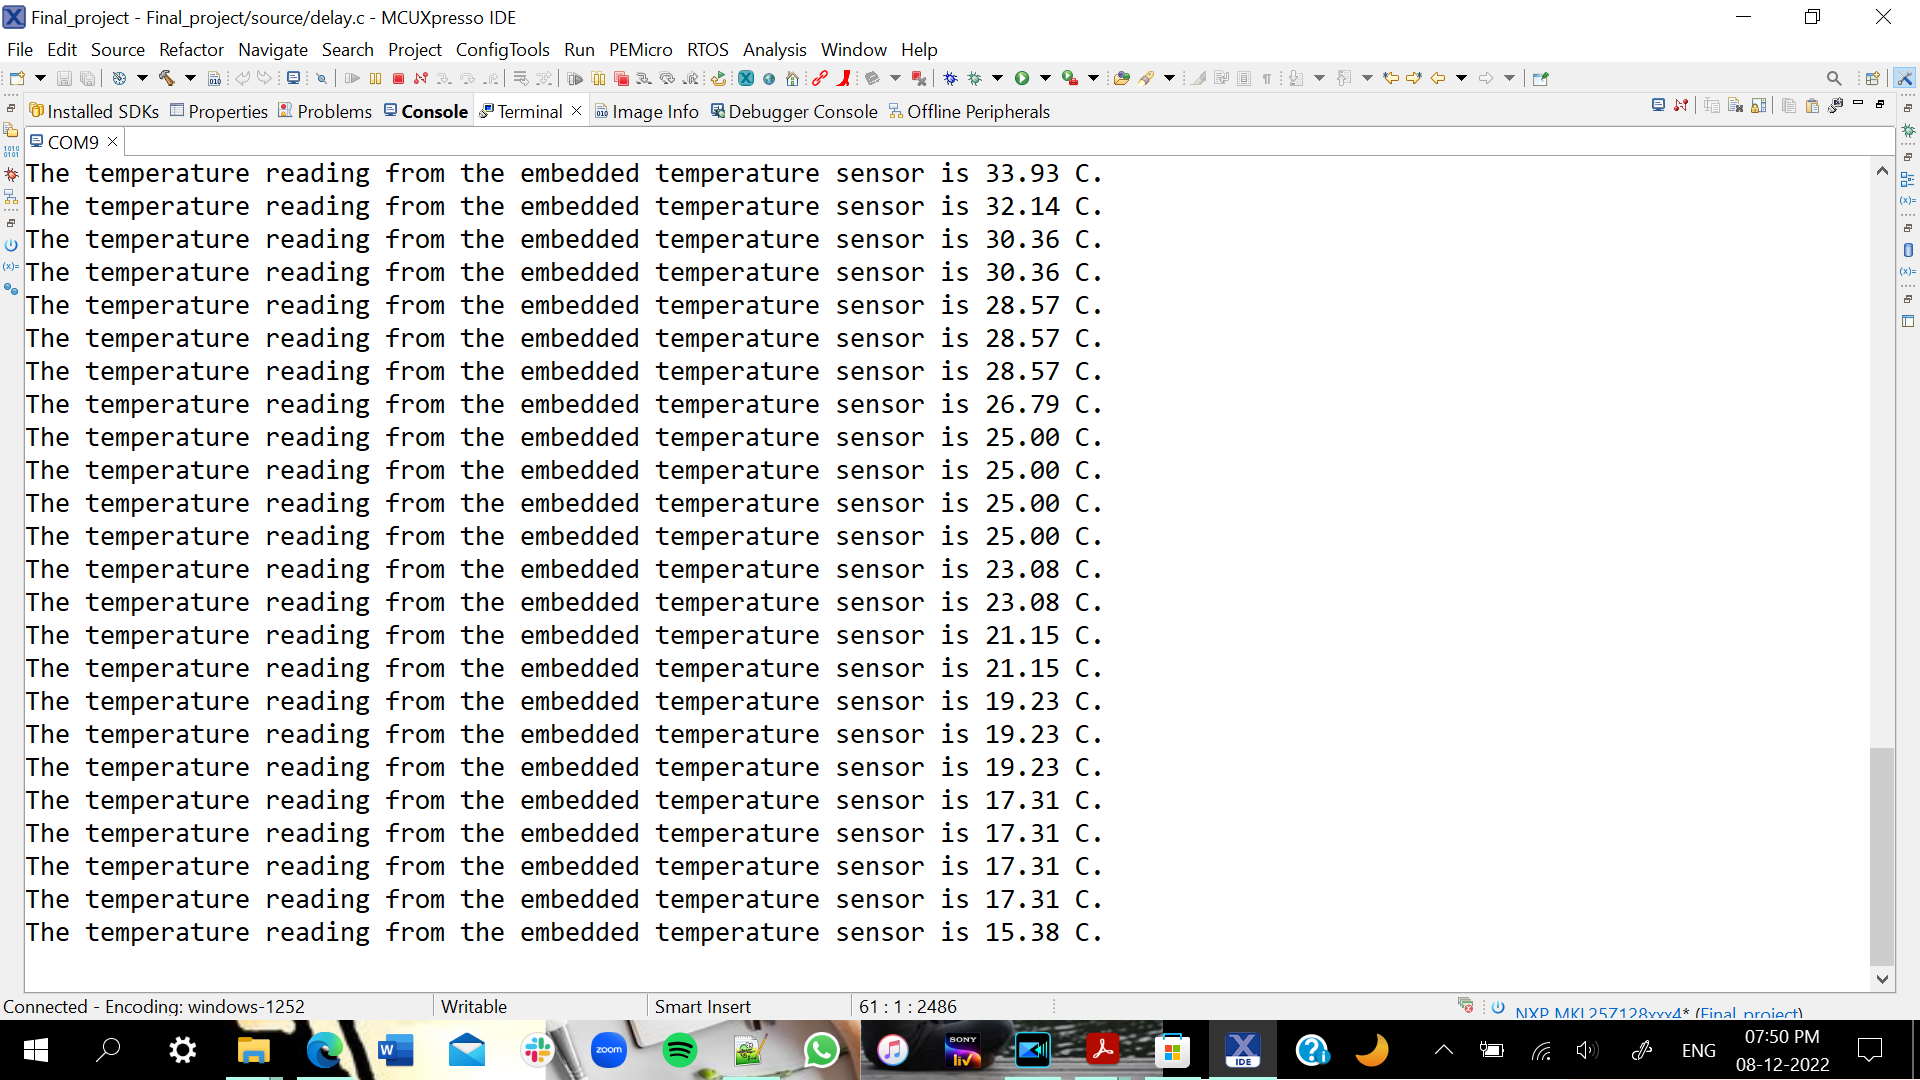 Final_project - Final_project/source/delay.c - MCUXpresso IDE
File Edit Source Refactor Navigate Search Project ConfigTools Run PEMicro RTOS Analysis Window Help
Installed SDKs Properties Problems Console Terminal Image Info Debugger Console Offline Peripherals
COM9
The temperature reading from the embedded temperature sensor is 33.93 C.
The temperature reading from the embedded temperature sensor is 32.14 C.
The temperature reading from the embedded temperature sensor is 30.36 C.
The temperature reading from the embedded temperature sensor is 30.36 C.
The temperature reading from the embedded temperature sensor is 28.57 C.
The temperature reading from the embedded temperature sensor is 28.57 C.
The temperature reading from the embedded temperature sensor is 28.57 C.
The temperature reading from the embedded temperature sensor is 26.79 C.
The temperature reading from the embedded temperature sensor is 25.00 C.
The temperature reading from the embedded temperature sensor is 25.00 C.
The temperature reading from the embedded temperature sensor is 25.00 C.
The temperature reading from the embedded temperature sensor is 25.00 C.
The temperature reading from the embedded temperature sensor is 23.08 C.
The temperature reading from the embedded temperature sensor is 23.08 C.
The temperature reading from the embedded temperature sensor is 21.15 C.
The temperature reading from the embedded temperature sensor is 21.15 C.
The temperature reading from the embedded temperature sensor is 19.23 C.
The temperature reading from the embedded temperature sensor is 19.23 C.
The temperature reading from the embedded temperature sensor is 19.23 C.
The temperature reading from the embedded temperature sensor is 17.31 C.
The temperature reading from the embedded temperature sensor is 17.31 C.
The temperature reading from the embedded temperature sensor is 17.31 C.
The temperature reading from the embedded temperature sensor is 17.31 C.
The temperature reading from the embedded temperature sensor is 15.38 C.
Connected - Encoding: windows-1252 Writable Smart Insert 61 : 1 : 2486
NXP MKL25Z128xxx4* (Final_project)
zoom
SONY
liv
IDE
ENG
07:50 PM
08-12-2022